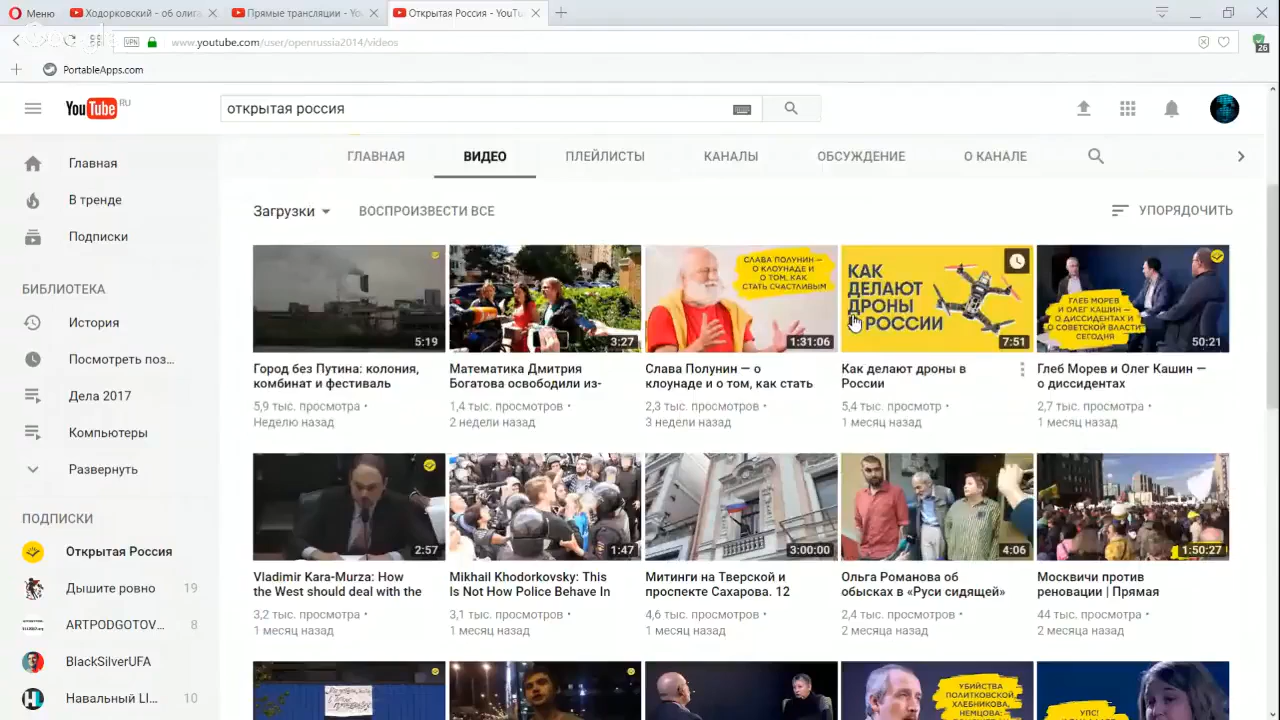 Меню
Ходорковский - об олига
Прямые трансляции - Yo
Открытая Россия - YouTu
VPN
www.youtube.com/user/openrussia2014/videos
26
PortableApps.com
YouTube RU
открытая россия
ГЛАВНАЯ
ВИДЕО
ПЛЕЙЛИСТЫ
КАНАЛЫ
ОБСУЖДЕНИЕ
О КАНАЛЕ
Главная
В тренде
Подписки
БИБЛИОТЕКА
История
Посмотреть поз...
Дела 2017
Компьютеры
Развернуть
ПОДПИСКИ
Открытая Россия
Дышите ровно 19
ARTPODGOTOV... 8
BlackSilverUFA
Навальный LI... 10
Загрузки
ВОСПРОИЗВЕСТИ ВСЕ
УПОРЯДОЧИТЬ
5:19
Город без Путина: колония,
комбинат и фестиваль
5,9 тыс. просмотра •
Неделю назад
3:27
Математика Дмитрия
Богатова освободили из-
1,4 тыс. просмотров •
2 недели назад
СЛАВА ПОЛУНИН —
О КЛОУНАДЕ И
О ТОМ, КАК
СТАТЬ СЧАСТЛИВЫМ
1:31:06
Слава Полунин — о
клоунаде и о том, как стать
2,3 тыс. просмотров •
3 недели назад
КАК
ДЕЛАЮТ
ДРОНЫ
В РОССИИ
7:51
Как делают дроны в
России
5,4 тыс. просмотр •
1 месяц назад
ГЛЕБ МОРЕВ
И ОЛЕГ КАШИН —
О ДИССИДЕНТАХ И
О СОВЕТСКОЙ ВЛАСТИ
СЕГОДНЯ
50:21
Глеб Морев и Олег Кашин —
о диссидентах
2,7 тыс. просмотра •
1 месяц назад
2:57
Vladimir Kara-Murza: How
the West should deal with the
3,2 тыс. просмотра •
1 месяц назад
1:47
Mikhail Khodorkovsky: This
Is Not How Police Behave In
3,1 тыс. просмотра •
1 месяц назад
3:00:00
Митинги на Тверской и
проспекте Сахарова. 12
4,6 тыс. просмотра •
1 месяц назад
4:06
Ольга Романова об
обысках в «Руси сидящей»
2,4 тыс. просмотра •
2 месяца назад
1:50:27
Москвичи против
реновации | Прямая
44 тыс. просмотра •
2 месяца назад
УБИЙСТВА
ПОЛИТКОВСКОЙ,
ХЛЕБНИКОВА,
НЕМЦОВА:
УПС!